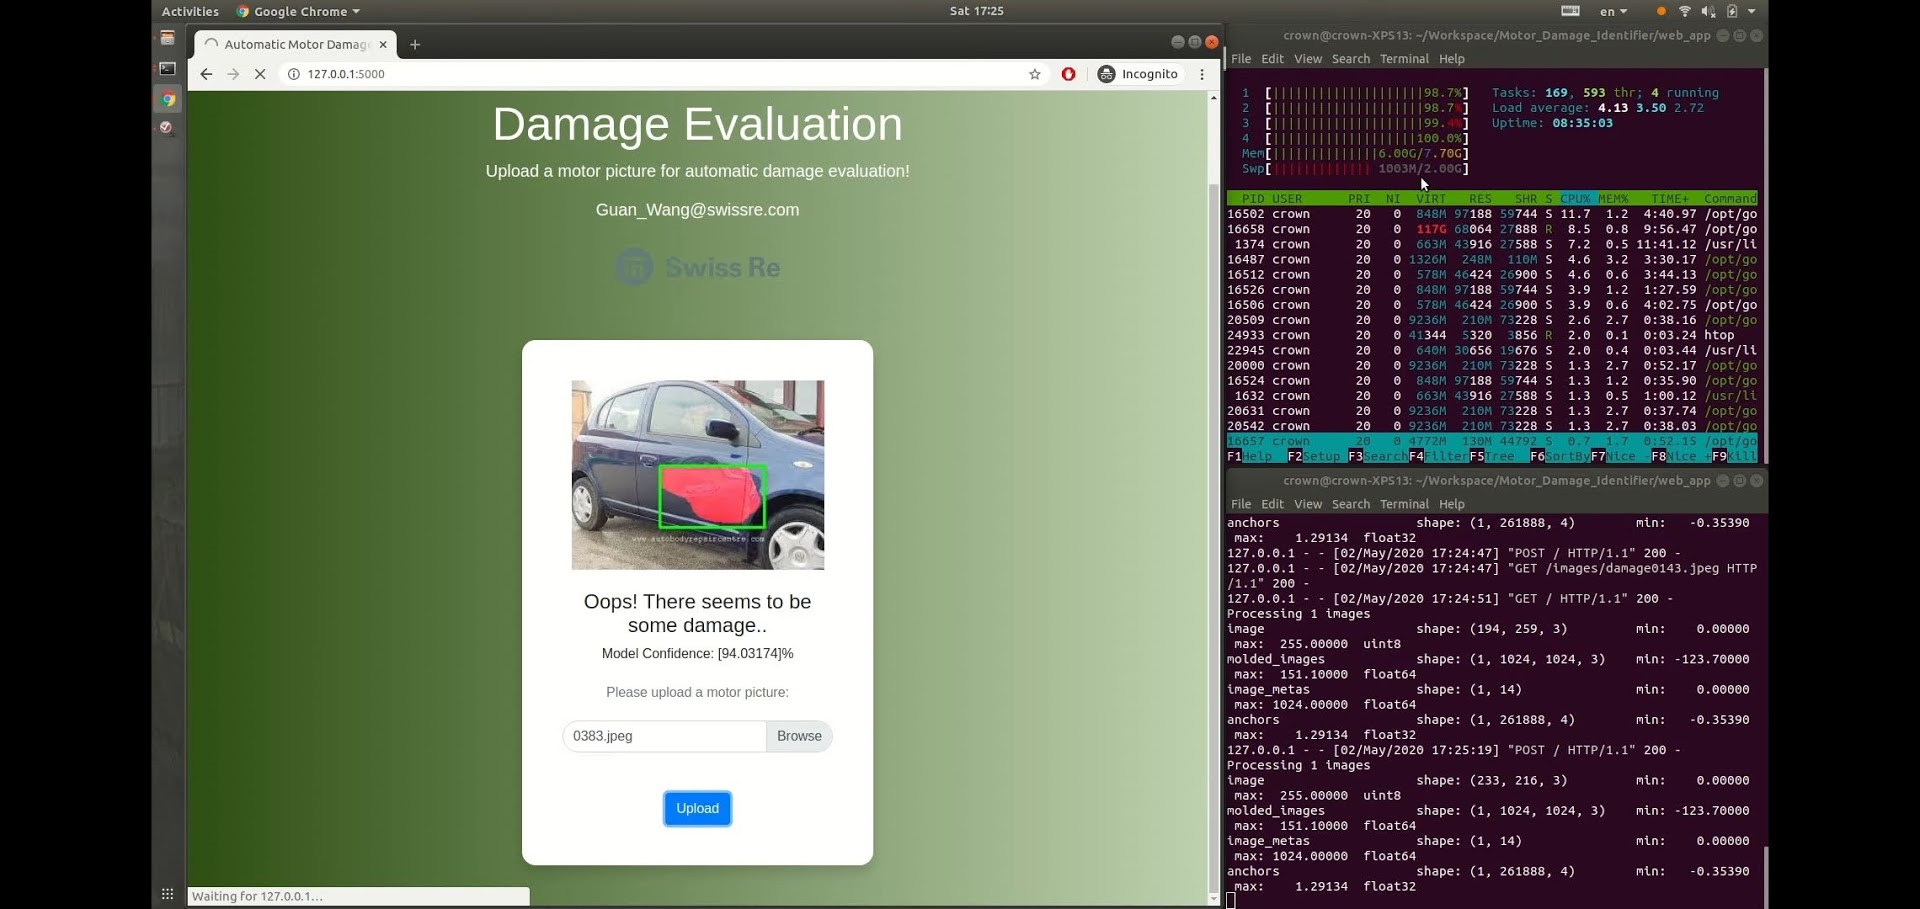 Activities Google Chrome Sat 17:25 en
Automatic Motor Damag
127.0.0.1:5000 Incognito
Damage Evaluation
Upload a motor picture for automatic damage evaluation!
Guan_Wang@swissre.com
Swiss Re
www.autobodyrepaircentre.com
Oops! There seems to be
some damage..
Model Confidence: [94.03174]%
Please upload a motor picture:
0383.jpeg Browse
Upload
Waiting for 127.0.0.1...
crown@crown-XPS13: ~/Workspace/Motor_Damage_Identifier/web_app
File Edit View Search Terminal Help
1 [||||||||||||||||||||98.7%] Tasks: 169, 593 thr; 4 running
2 [||||||||||||||||||||98.7%] Load average: 4.13 3.50 2.72
3 [||||||||||||||||||||99.4%] Uptime: 08:35:03
4 [|||||||||||||||||||100.0%]
Mem[||||||||||||||6.00G/7.70G]
Swp[||||||||||||| 1003M/2.00G]
PID USER PRI NI VIRT RES SHR S CPU% MEM% TIME+ Command
16502 crown 20 0 848M 97188 59744 S 11.7 1.2 4:40.97 /opt/go
16658 crown 20 0 117G 68064 27888 R 8.5 0.8 9:56.47 /opt/go
1374 crown 20 0 663M 43916 27588 S 7.2 0.5 11:41.12 /usr/li
16487 crown 20 0 1326M 248M 110M S 4.6 3.2 3:30.17 /opt/go
16512 crown 20 0 578M 46424 26900 S 4.6 0.6 3:44.13 /opt/go
16526 crown 20 0 848M 97188 59744 S 3.9 1.2 1:27.59 /opt/go
16506 crown 20 0 578M 46424 26900 S 3.9 0.6 4:02.75 /opt/go
20509 crown 20 0 9236M 210M 73228 S 2.6 2.7 0:38.16 /opt/go
24933 crown 20 0 41344 5320 3856 R 2.0 0.1 0:03.24 htop
22945 crown 20 0 640M 30656 19676 S 2.0 0.4 0:03.44 /usr/li
20000 crown 20 0 9236M 210M 73228 S 1.3 2.7 0:52.17 /opt/go
16524 crown 20 0 848M 97188 59744 S 1.3 1.2 0:35.90 /opt/go
1632 crown 20 0 663M 43916 27588 S 1.3 0.5 1:00.12 /usr/li
20631 crown 20 0 9236M 210M 73228 S 1.3 2.7 0:37.74 /opt/go
20542 crown 20 0 9236M 210M 73228 S 1.3 2.7 0:38.03 /opt/go
16657 crown 20 0 4772M 130M 44792 S 0.7 1.7 0:52.15 /opt/go
F1Help F2Setup F3SearchF4FilterF5Tree F6SortByF7Nice -F8Nice +F9Kill
crown@crown-XPS13: ~/Workspace/Motor_Damage_Identifier/web_app
File Edit View Search Terminal Help
anchors shape: (1, 261888, 4) min: -0.35390
max: 1.29134 float32
127.0.0.1 - - [02/May/2020 17:24:47] "POST / HTTP/1.1" 200 -
127.0.0.1 - - [02/May/2020 17:24:47] "GET /images/damage0143.jpeg HTTP
/1.1" 200 -
127.0.0.1 - - [02/May/2020 17:24:51] "GET / HTTP/1.1" 200 -
Processing 1 images
image shape: (194, 259, 3) min: 0.00000
max: 255.00000 uint8
molded_images shape: (1, 1024, 1024, 3) min: -123.70000
max: 151.10000 float64
image_metas shape: (1, 14) min: 0.00000
max: 1024.00000 float64
anchors shape: (1, 261888, 4) min: -0.35390
max: 1.29134 float32
127.0.0.1 - - [02/May/2020 17:25:19] "POST / HTTP/1.1" 200 -
Processing 1 images
image shape: (233, 216, 3) min: 0.00000
max: 255.00000 uint8
molded_images shape: (1, 1024, 1024, 3) min: -123.70000
max: 151.10000 float64
image_metas shape: (1, 14) min: 0.00000
max: 1024.00000 float64
anchors shape: (1, 261888, 4) min: -0.35390
max: 1.29134 float32